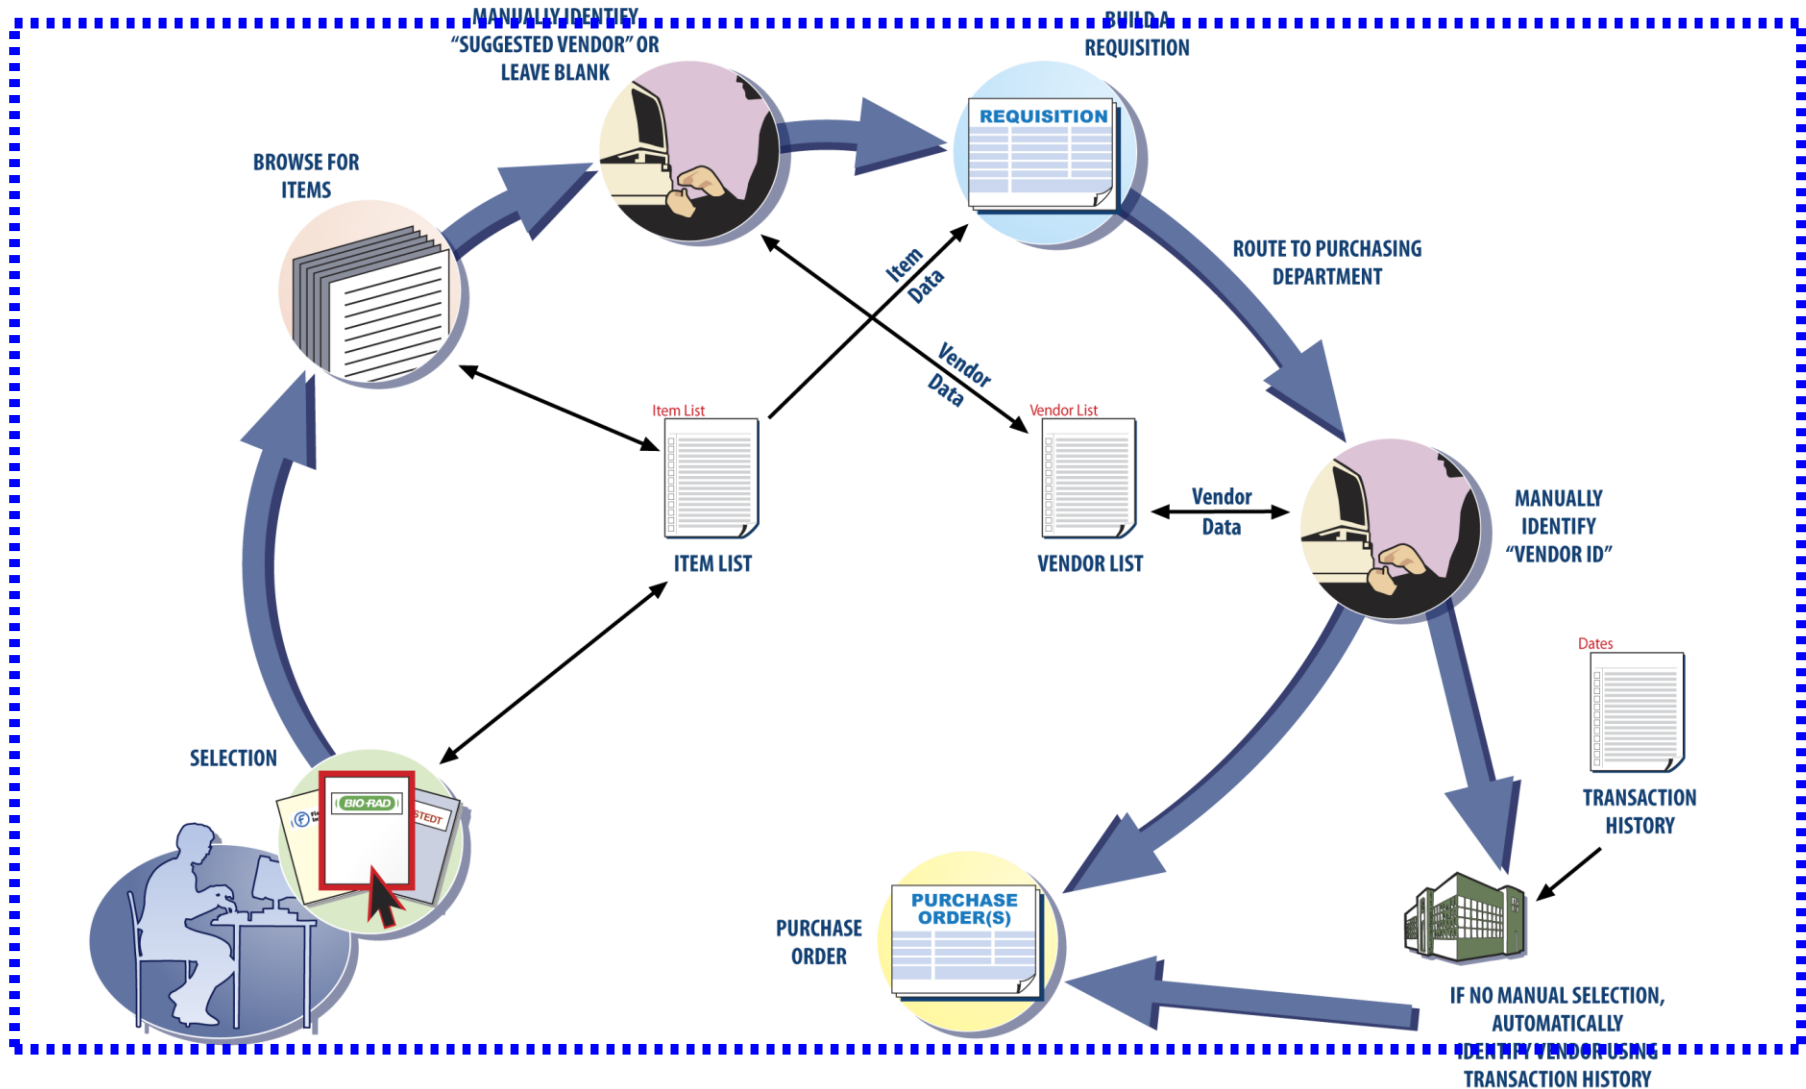 MANUALLY IDENTIFY
“SUGGESTED VENDOR” OR
LEAVE BLANK
BUILD A
REQUISITION
REQUISITION
BROWSE FOR
ITEMS
ROUTE TO PURCHASING
DEPARTMENT
Item
Data
Vendor
Data
Item List
ITEM LIST
Vendor List
VENDOR LIST
Vendor
Data
MANUALLY
IDENTIFY
“VENDOR ID”
Dates
TRANSACTION
HISTORY
SELECTION
BIO-RAD
STEDT
PURCHASE
ORDER(S)
PURCHASE
ORDER
IF NO MANUAL SELECTION,
AUTOMATICALLY
IDENTIFY VENDOR USING
TRANSACTION HISTORY